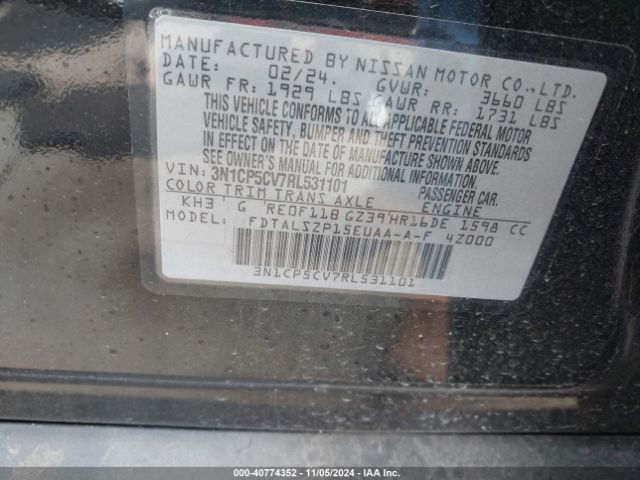 MANUFACTURED BY NISSAN MOTOR CO.,LTD.
DATE: 02/24. GVWR: 3660 LBS
GAWR FR: 1929 LBS GAWR RR: 1731 LBS
THIS VEHICLE CONFORMS TO ALL APPLICABLE FEDERAL MOTOR
VEHICLE SAFETY, BUMPER AND THEFT PREVENTION STANDARDS
IN EFFECT ON THE DATE OF MANUFACTURE SHOWN ABOVE.
SEE OWNER'S MANUAL FOR ADDITIONAL INFORMATION.
VIN: 3N1CP5CV7RL531101 PASSENGER CAR.
COLOR TRIM TRANS AXLE ENGINE
KH3 G RE0F11B GZ39 HR16DE 1598 CC
MODEL: FDTALSZP15EUAA-A-F 4Z000
3N1CP5CV7RL531101
000-40774352 | 11/05/2024 | IAA Inc.